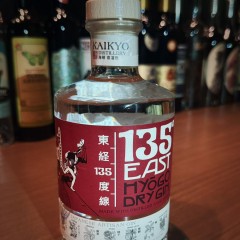 KAIKYO
DISTILLERY
135°
EAST
HYOGO
DRY GIN
東
経
135
度
線